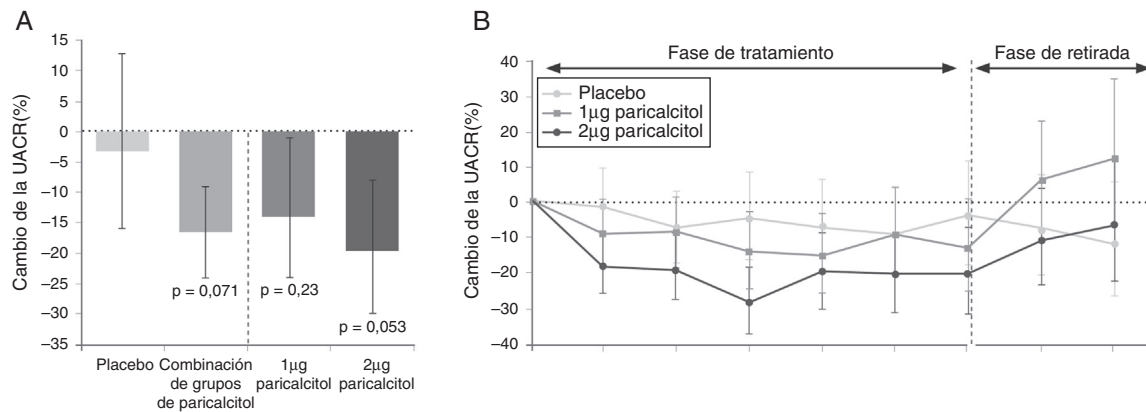 A
Cambio de la UACR(%)
15
10
5
0
−5
−10
−15
−20
−25
−30
−35
p = 0,071
p = 0,23
p = 0,053
Placebo
Combinación
de grupos
de paricalcitol
1μg
paricalcitol
2μg
paricalcitol
B
Fase de tratamiento
Fase de retirada
Cambio de la UACR(%)
40
30
20
10
0
−10
−20
−30
−40
Placebo
1μg paricalcitol
2μg paricalcitol